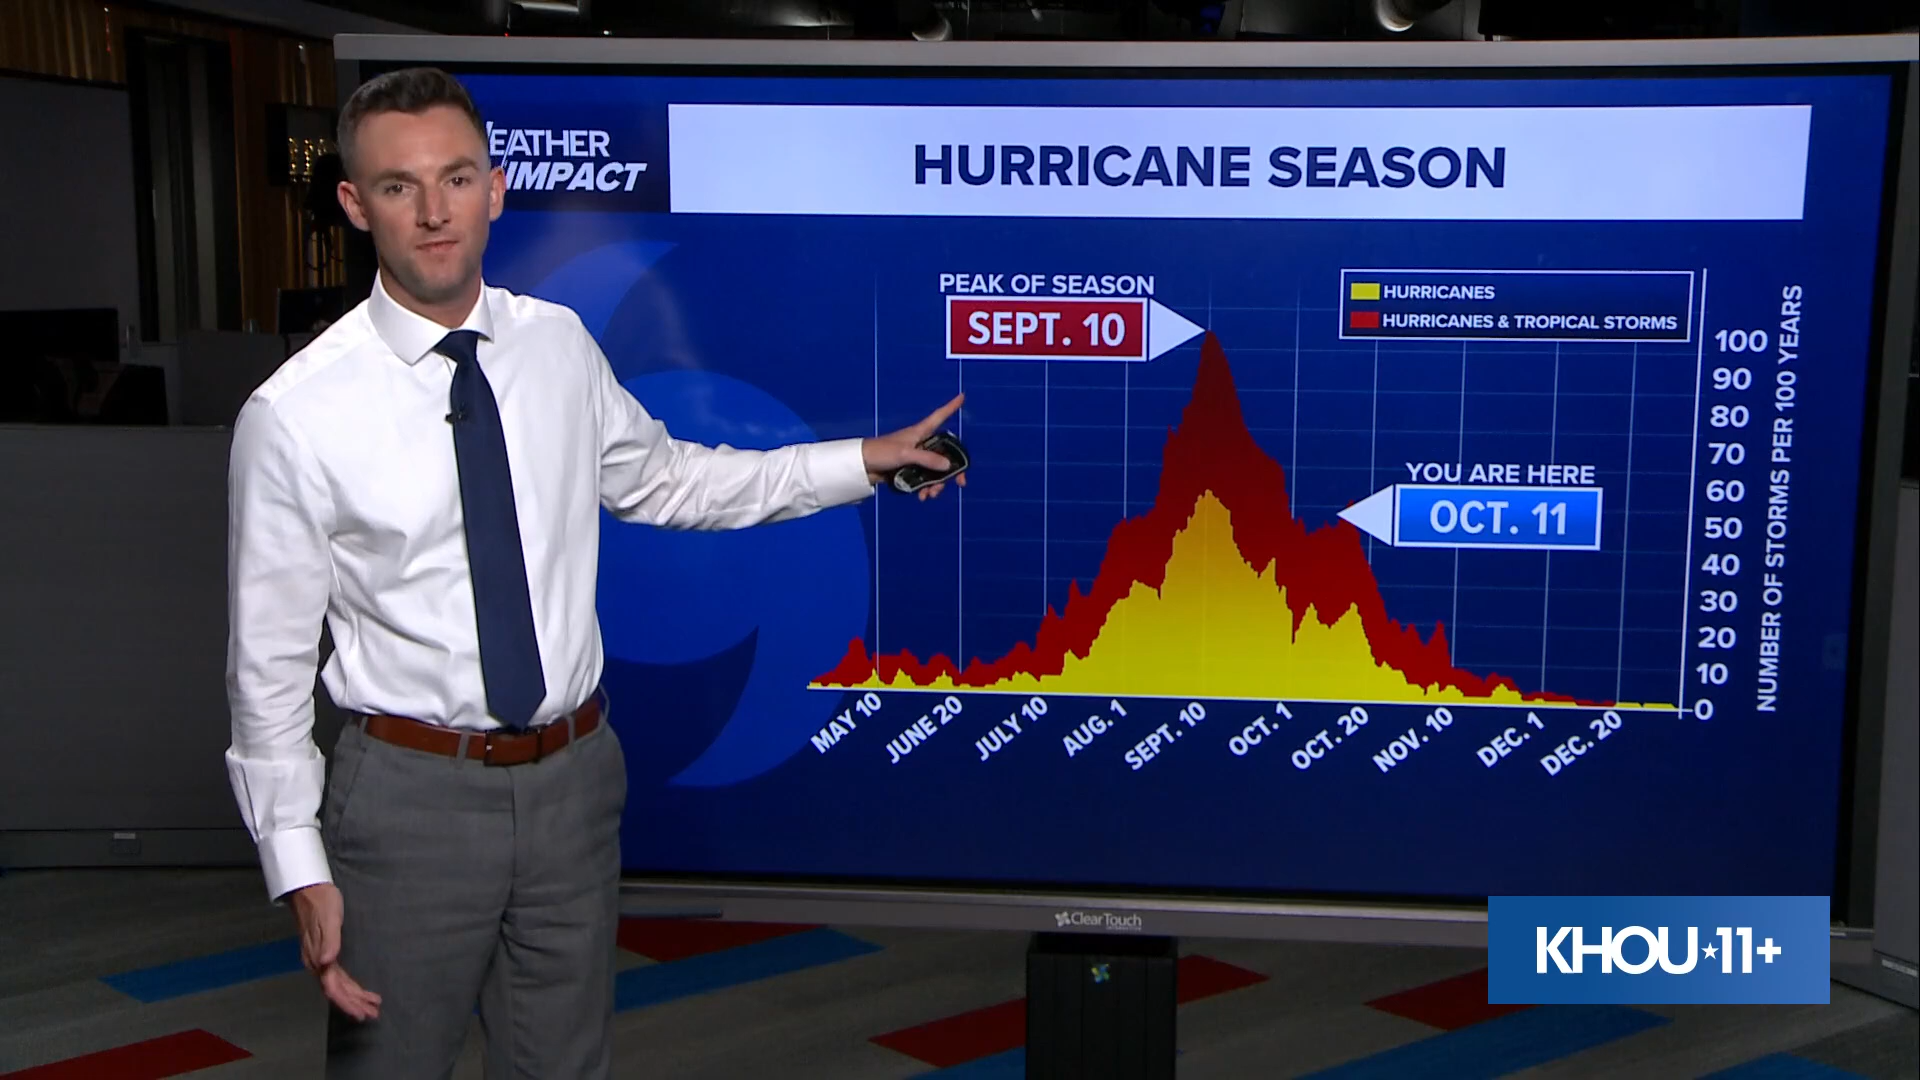 WEATHER
IMPACT
HURRICANE SEASON
PEAK OF SEASON
SEPT. 10
HURRICANES
HURRICANES & TROPICAL STORMS
YOU ARE HERE
OCT. 11
100
90
80
70
60
50
40
30
20
10
0
NUMBER OF STORMS PER 100 YEARS
MAY 10
JUNE 20
JULY 10
AUG. 1
SEPT. 10
OCT. 1
OCT. 20
NOV. 10
DEC. 1
DEC. 20
ClearTouch
KHOU★11+